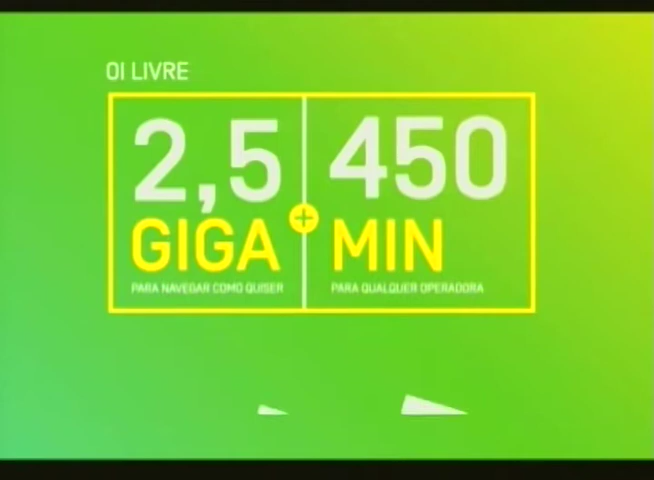 OI LIVRE
2,5
GIGA
PARA NAVEGAR COMO QUISER
+
450
MIN
PARA QUALQUER OPERADORA